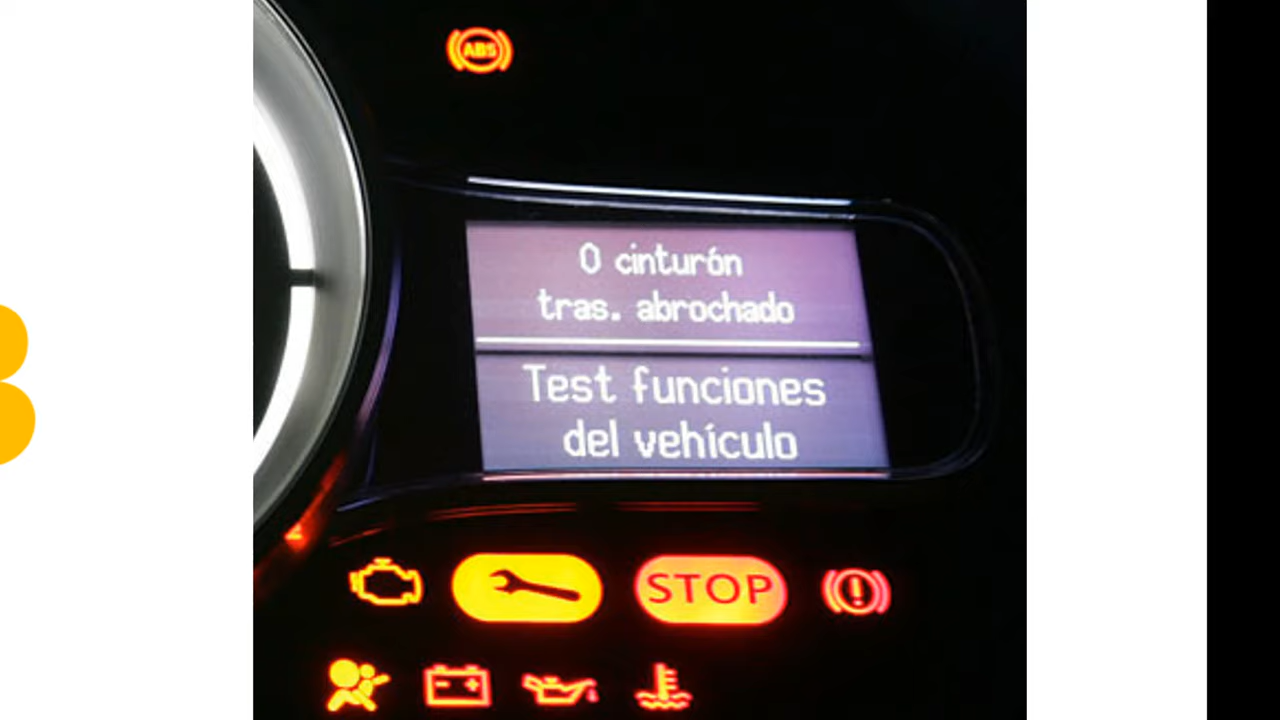 ABS
0 cinturón
tras. abrochado
Test funciones
del vehículo
STOP